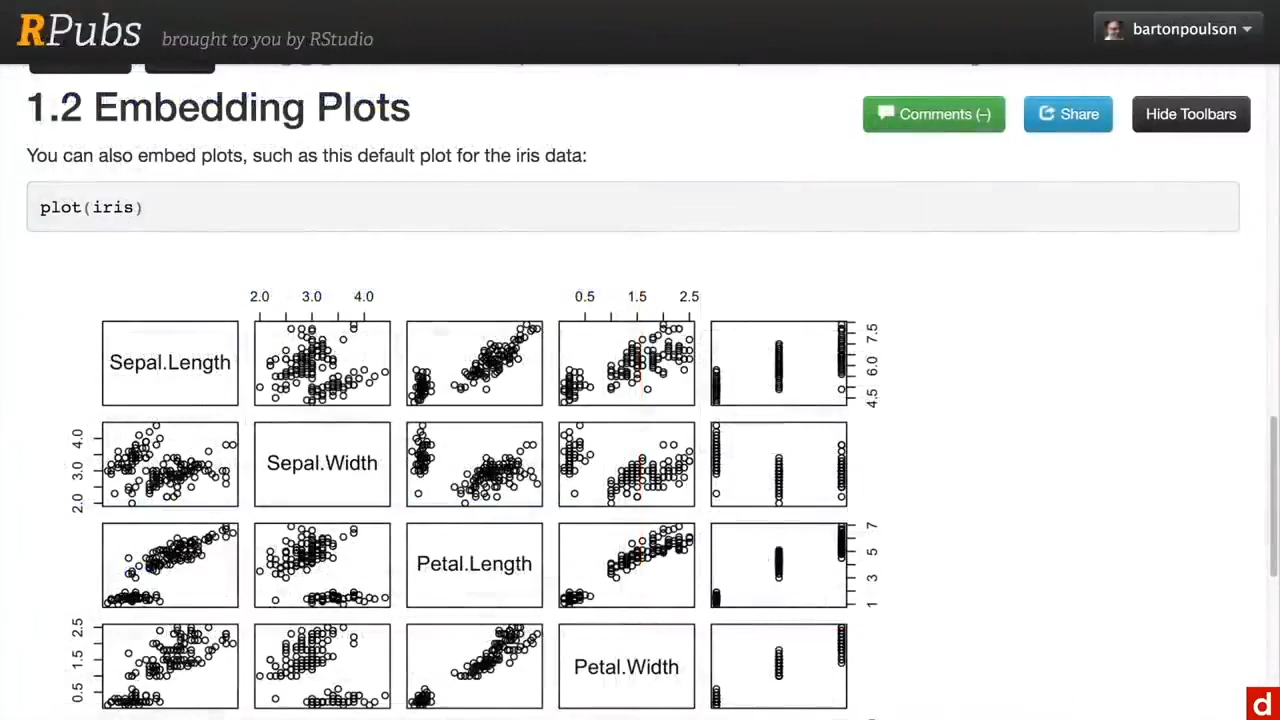 RPubs brought to you by RStudio
bartonpoulson
1.2 Embedding Plots
Comments (–)
Share
Hide Toolbars
You can also embed plots, such as this default plot for the iris data:
plot(iris)
2.0 3.0 4.0
0.5 1.5 2.5
Sepal.Length
4.5 6.0 7.5
2.0 3.0 4.0
Sepal.Width
Petal.Length
1 3 5 7
0.5 1.5 2.5
Petal.Width
d